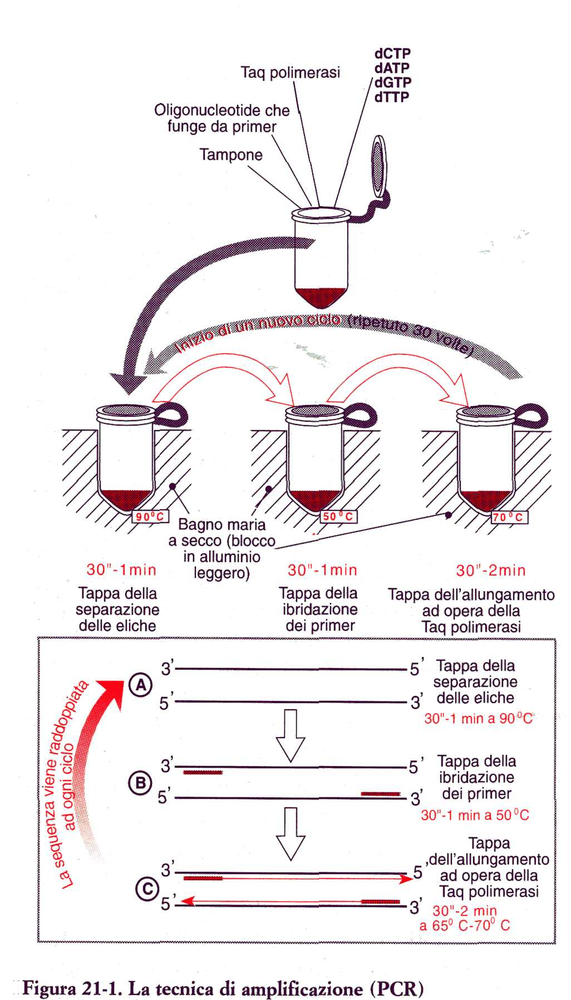 dCTP
dATP
dGTP
dTTP
Taq polimerasi
Oligonucleotide che
funge da primer
Tampone
Inizio di un nuovo ciclo (ripetuto 30 volte)
90°C
50°C
70°C
Bagno maria
a secco (blocco
in alluminio
leggero)
30"-1min
30"-1min
30"-2min
Tappa della
separazione
delle eliche
Tappa della
ibridazione
dei primer
Tappa dell'allungamento
ad opera della
Taq polimerasi
La sequenza viene raddoppiata
ad ogni ciclo
A
3'
5'
5'
3'
Tappa della
separazione
delle eliche
30"-1 min a 90°C
B
3'
5'
5'
3'
Tappa della
ibridazione
dei primer
30"-1 min a 50°C
C
3'
5'
5'
3'
Tappa
dell'allungamento
ad opera della
Taq polimerasi
30"-2 min
a 65° C-70° C
Figura 21-1. La tecnica di amplificazione (PCR)